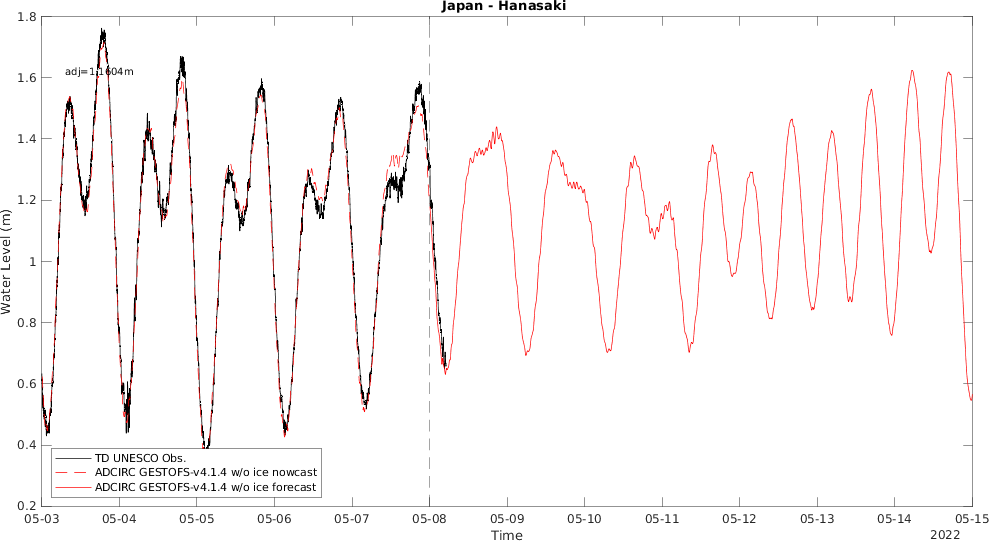 Japan - Hanasaki
1.8
1.6
1.4
1.2
1
0.8
0.6
0.4
0.2
Water Level (m)
adj=1.1604m
TD UNESCO Obs.
ADCIRC GESTOFS-v4.1.4 w/o ice nowcast
ADCIRC GESTOFS-v4.1.4 w/o ice forecast
05-03 05-04 05-05 05-06 05-07 05-08 05-09 05-10 05-11 05-12 05-13 05-14 05-15
Time
2022